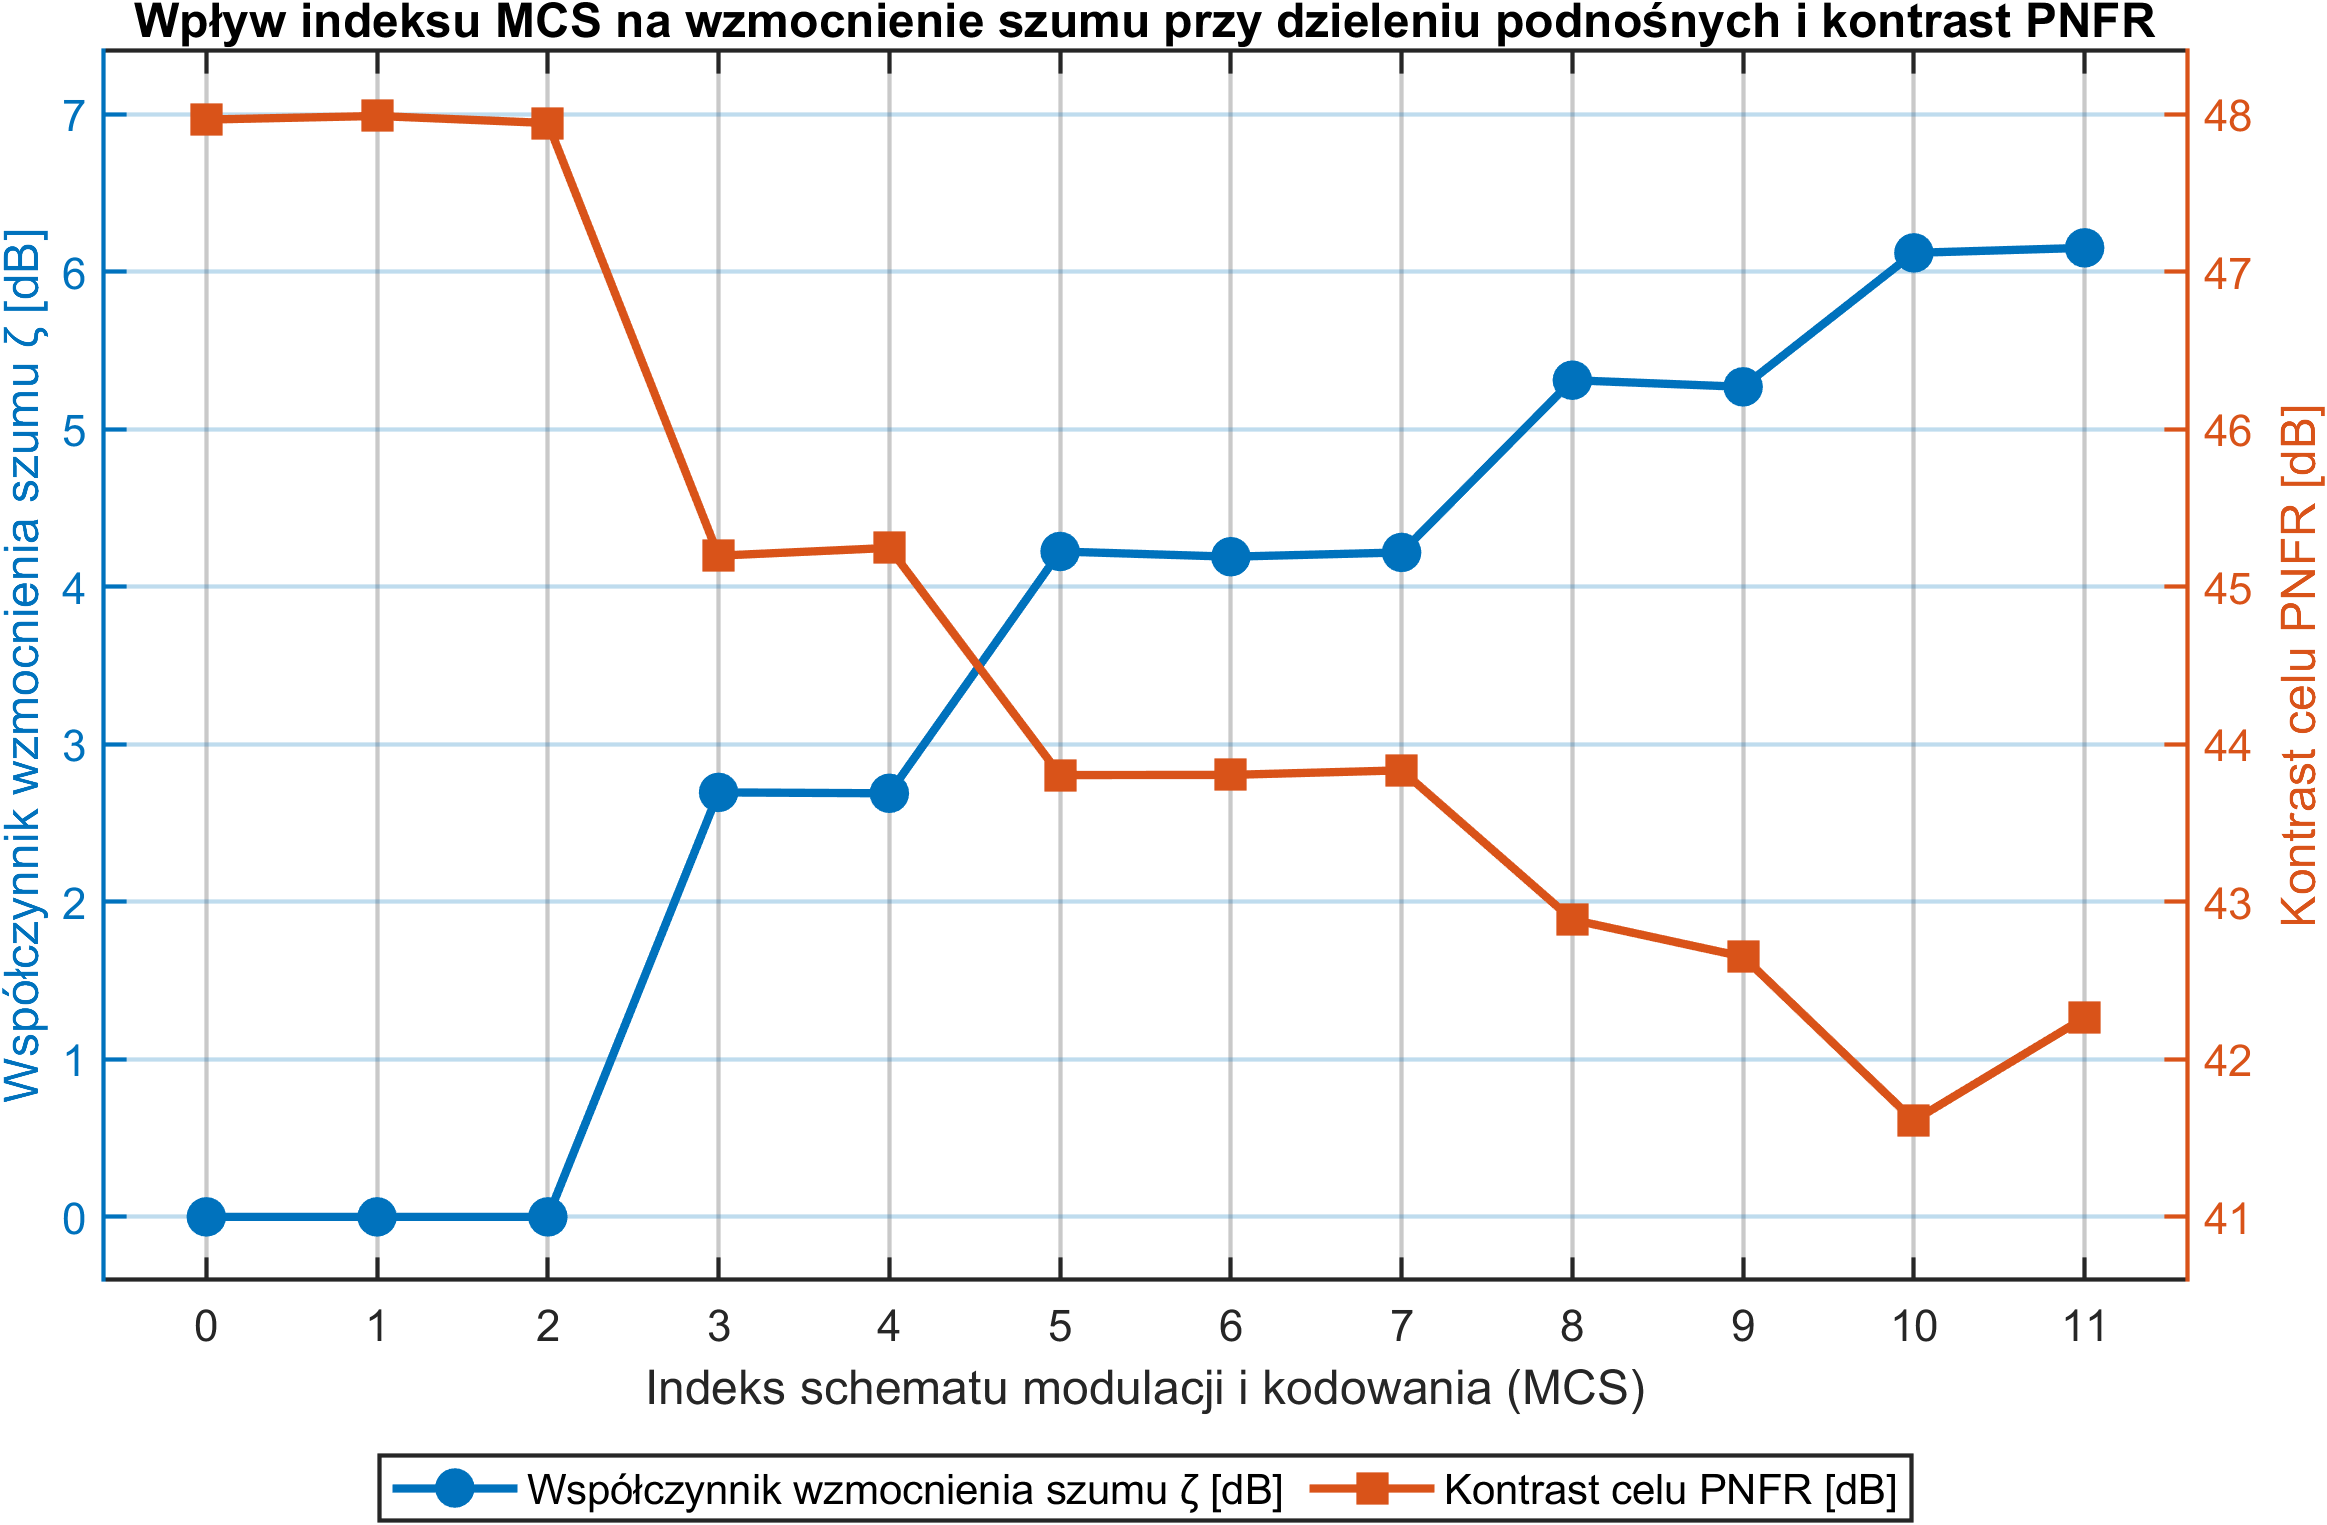 Wpływ indeksu MCS na wzmocnienie szumu przy dzieleniu podnośnych i kontrast PNFR
Współczynnik wzmocnienia szumu ζ [dB]
7
6
5
4
3
2
1
0
48
47
46
45
44
43
42
41
Kontrast celu PNFR [dB]
0 1 2 3 4 5 6 7 8 9 10 11
Indeks schematu modulacji i kodowania (MCS)
Współczynnik wzmocnienia szumu ζ [dB] Kontrast celu PNFR [dB]